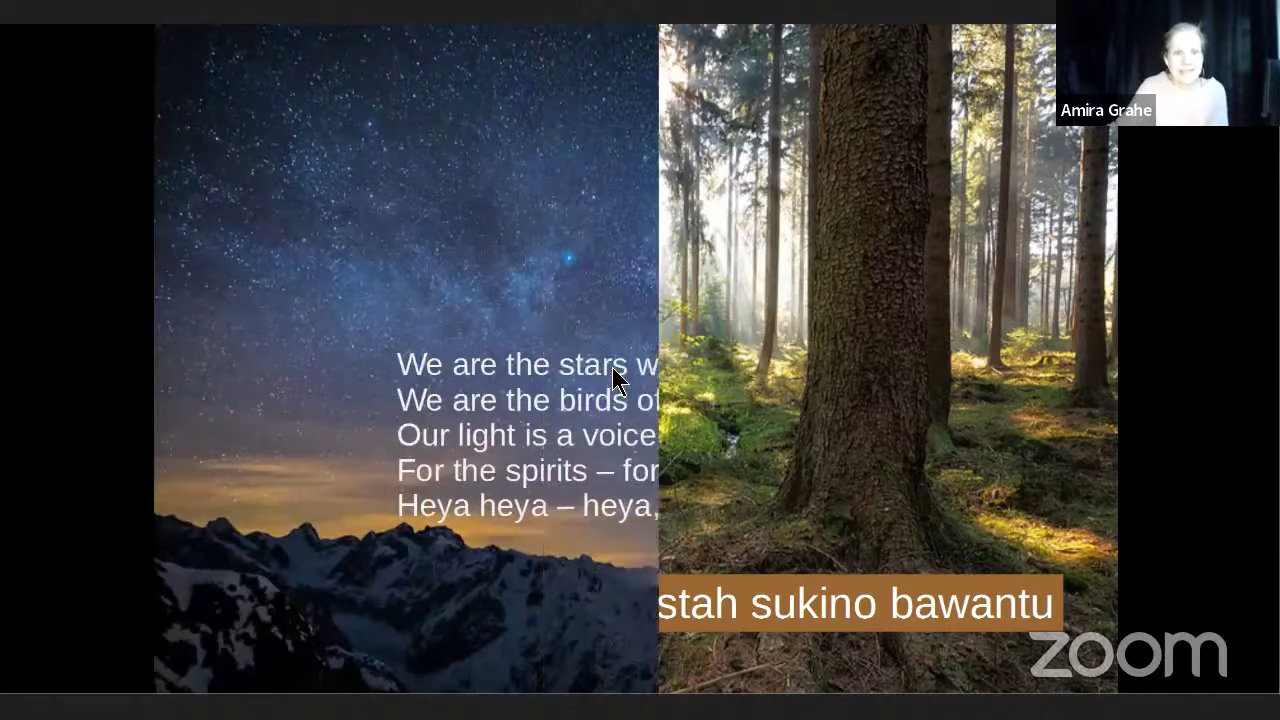 Amira Grahe
We are the stars w
We are the birds of
Our light is a voice
For the spirits – for
Heya heya – heya,
stah sukino bawantu
zoom